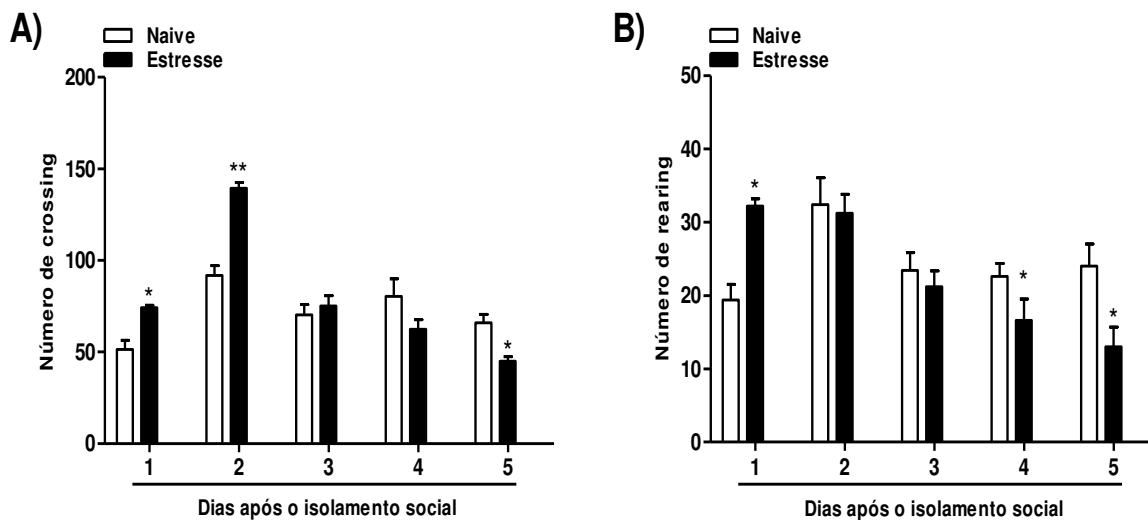 A)
Naive
Estresse
200
150
100
50
0
Número de crossing
*
**
*
1 2 3 4 5
Dias após o isolamento social
B)
Naive
Estresse
50
40
30
20
10
0
Número de rearing
*
*
*
1 2 3 4 5
Dias após o isolamento social